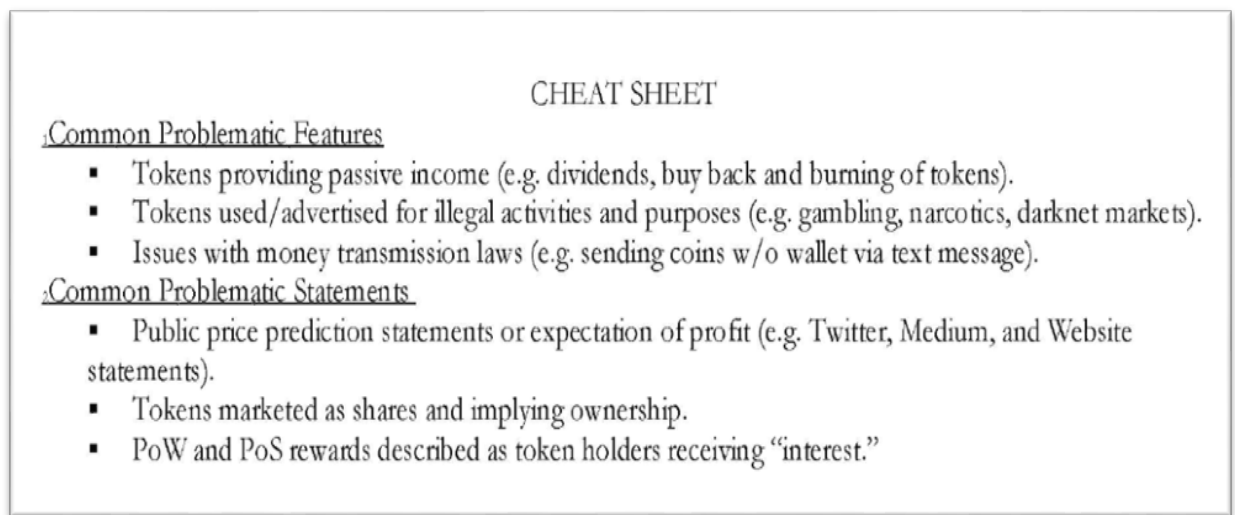 CHEAT SHEET
1Common Problematic Features
▪ Tokens providing passive income (e.g. dividends, buy back and burning of tokens).
▪ Tokens used/advertised for illegal activities and purposes (e.g. gambling, narcotics, darknet markets).
▪ Issues with money transmission laws (e.g. sending coins w/o wallet via text message).
2Common Problematic Statements
▪ Public price prediction statements or expectation of profit (e.g. Twitter, Medium, and Website
statements).
▪ Tokens marketed as shares and implying ownership.
▪ PoW and PoS rewards described as token holders receiving “interest.”